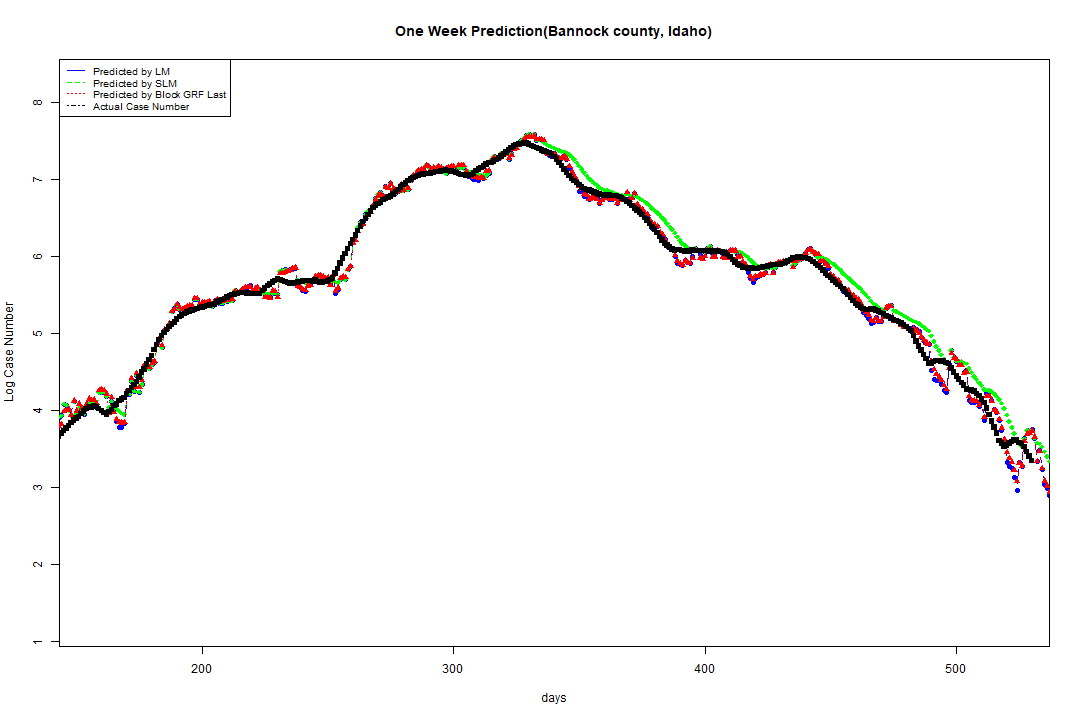 One Week Prediction(Bannock county, Idaho)
Predicted by LM
Predicted by SLM
Predicted by Block GRF Last
Actual Case Number
8
7
6
5
4
3
2
1
Log Case Number
200 300 400 500
days